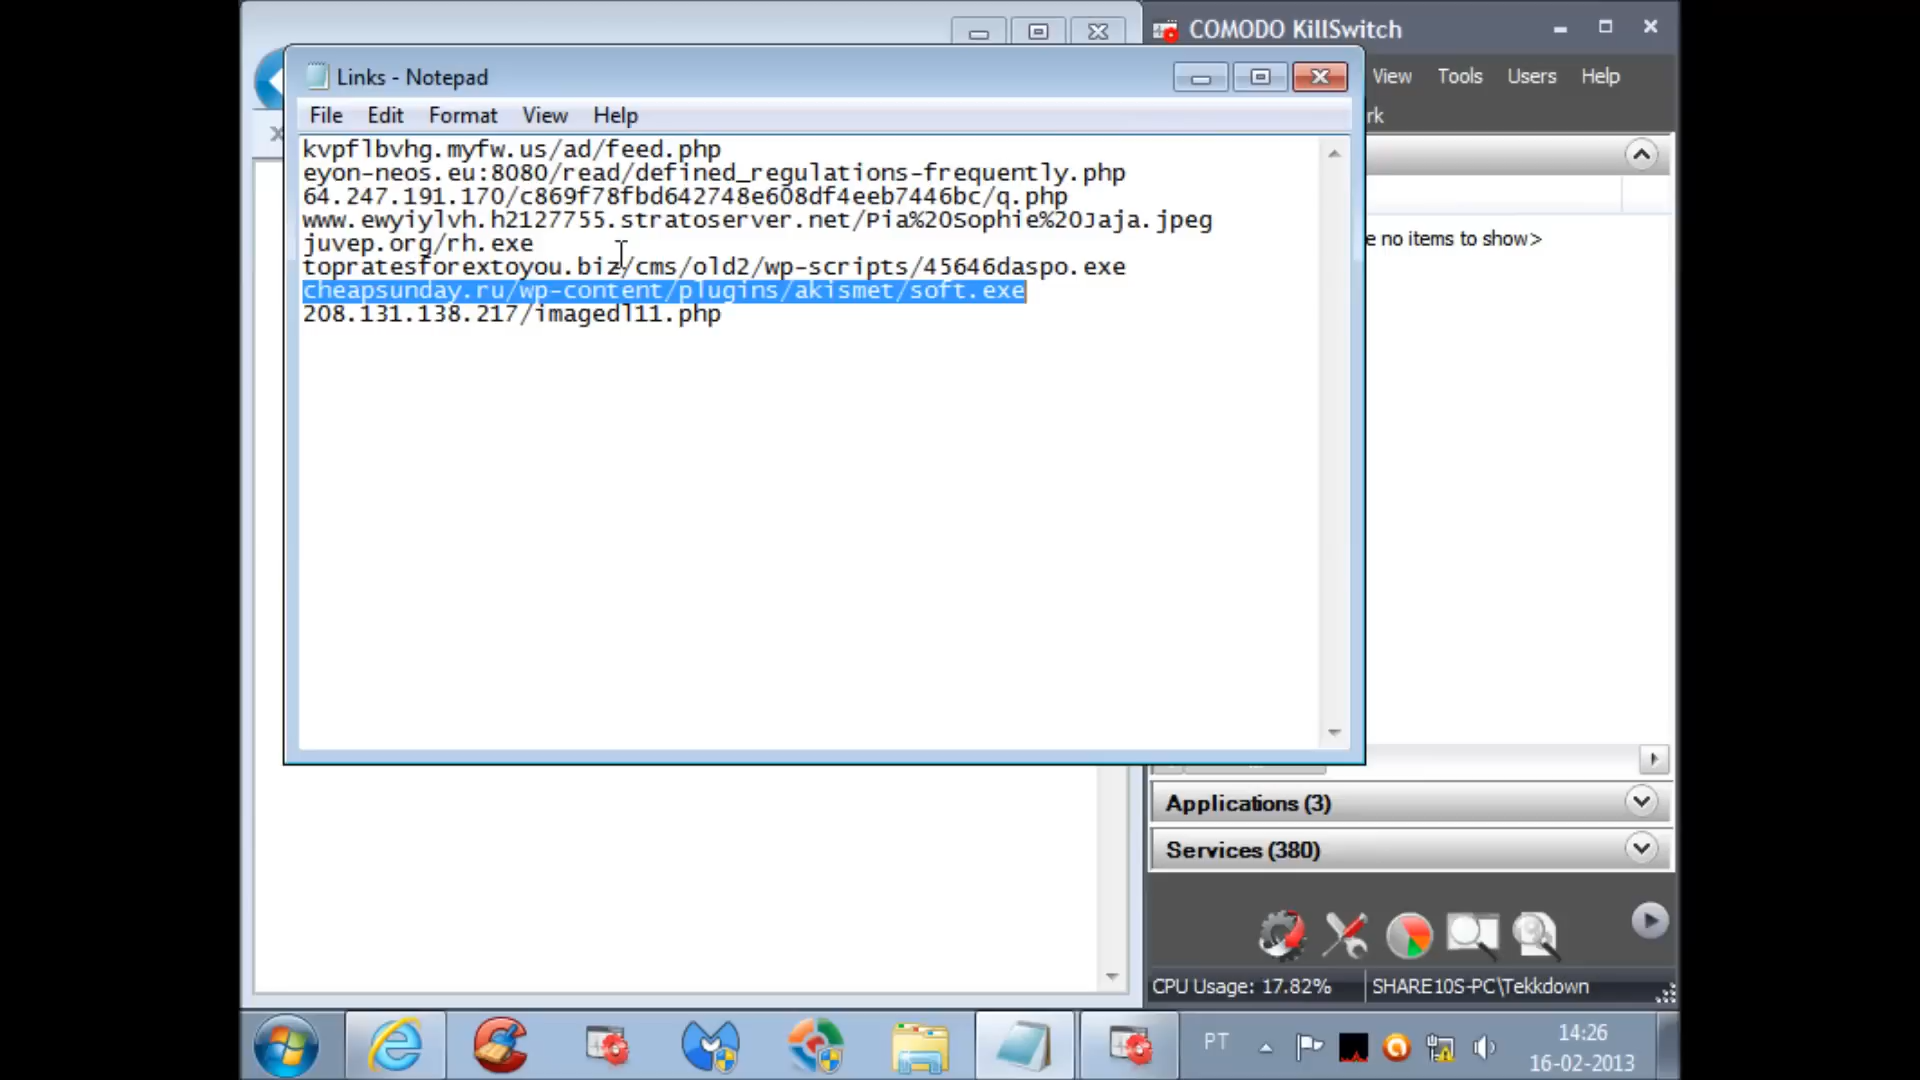 COMODO KillSwitch
Links - Notepad
View Tools Users Help
File Edit Format View Help
rk
kvpflbvhg.myfw.us/ad/feed.php
eyon-neos.eu:8080/read/defined_regulations-frequently.php
64.247.191.170/c869f78fbd642748e608df4eeb7446bc/q.php
www.ewyiylvh.h2127755.stratoserver.net/Pia%20Sophie%20Jaja.jpeg
juvep.org/rh.exe
e no items to show>
topratesforextoyou.biz/cms/old2/wp-scripts/45646daspo.exe
cheapsunday.ru/wp-content/plugins/akismet/soft.exe
208.131.138.217/imagedl11.php
Applications (3)
Services (380)
CPU Usage: 17.82% SHARE10S-PC\Tekkdown
PT
14:26
16-02-2013